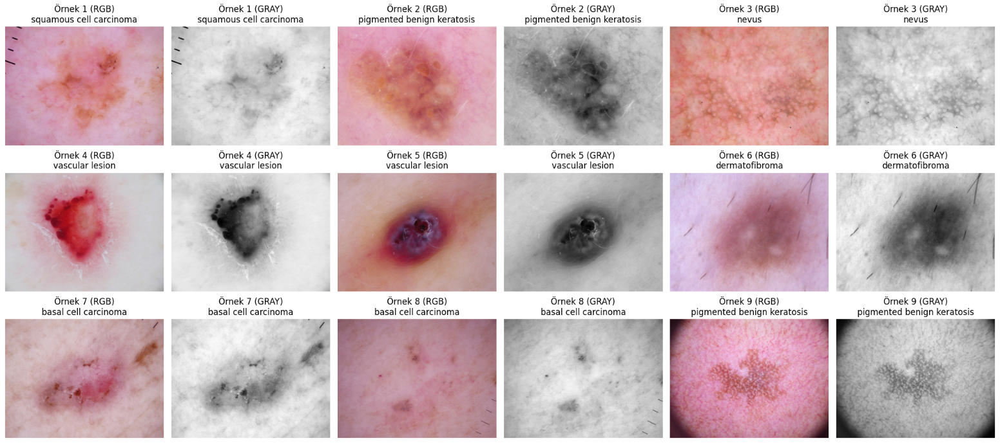 Örnek 1 (RGB)
squamous cell carcinoma
Örnek 1 (GRAY)
squamous cell carcinoma
Örnek 2 (RGB)
pigmented benign keratosis
Örnek 2 (GRAY)
pigmented benign keratosis
Örnek 3 (RGB)
nevus
Örnek 3 (GRAY)
nevus
Örnek 4 (RGB)
vascular lesion
Örnek 4 (GRAY)
vascular lesion
Örnek 5 (RGB)
vascular lesion
Örnek 5 (GRAY)
vascular lesion
Örnek 6 (RGB)
dermatofibroma
Örnek 6 (GRAY)
dermatofibroma
Örnek 7 (RGB)
basal cell carcinoma
Örnek 7 (GRAY)
basal cell carcinoma
Örnek 8 (RGB)
basal cell carcinoma
Örnek 8 (GRAY)
basal cell carcinoma
Örnek 9 (RGB)
pigmented benign keratosis
Örnek 9 (GRAY)
pigmented benign keratosis